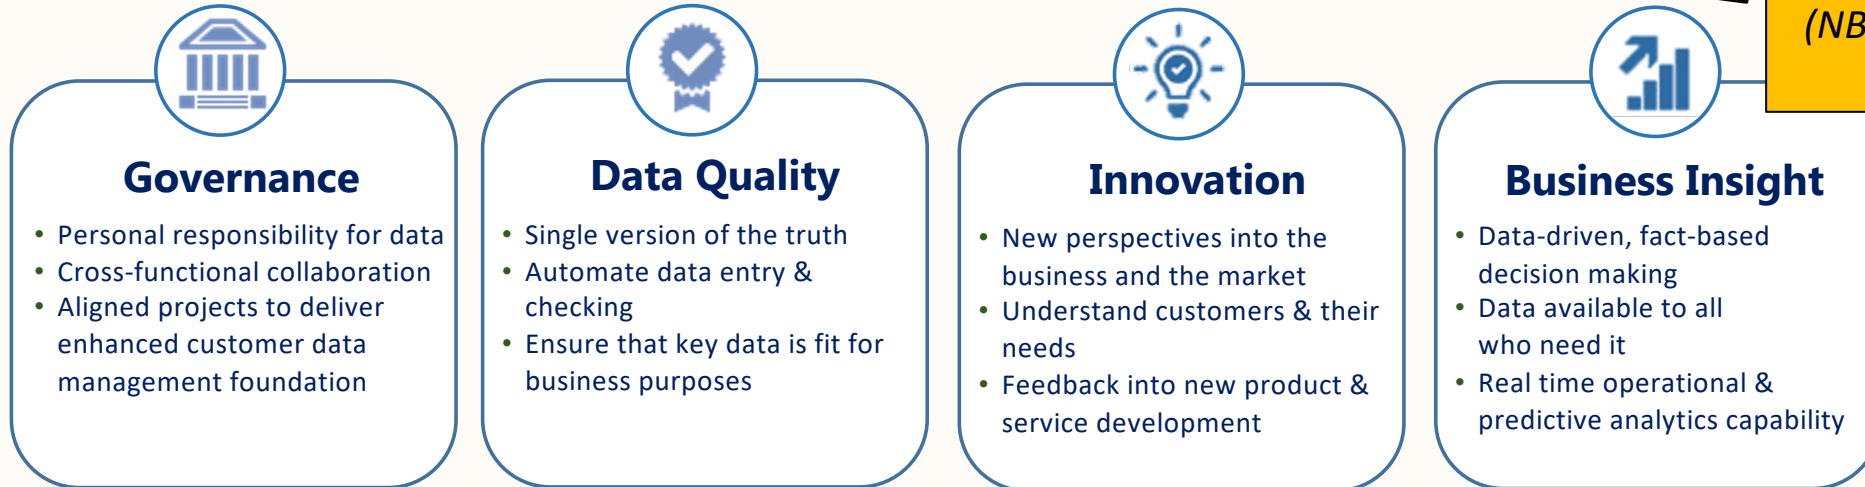 (NB
Governance
• Personal responsibility for data
• Cross-functional collaboration
• Aligned projects to deliver
enhanced customer data
management foundation
Data Quality
• Single version of the truth
• Automate data entry &
checking
• Ensure that key data is fit for
business purposes
Innovation
• New perspectives into the
business and the market
• Understand customers & their
needs
• Feedback into new product &
service development
Business Insight
• Data-driven, fact-based
decision making
• Data available to all
who need it
• Real time operational &
predictive analytics capability